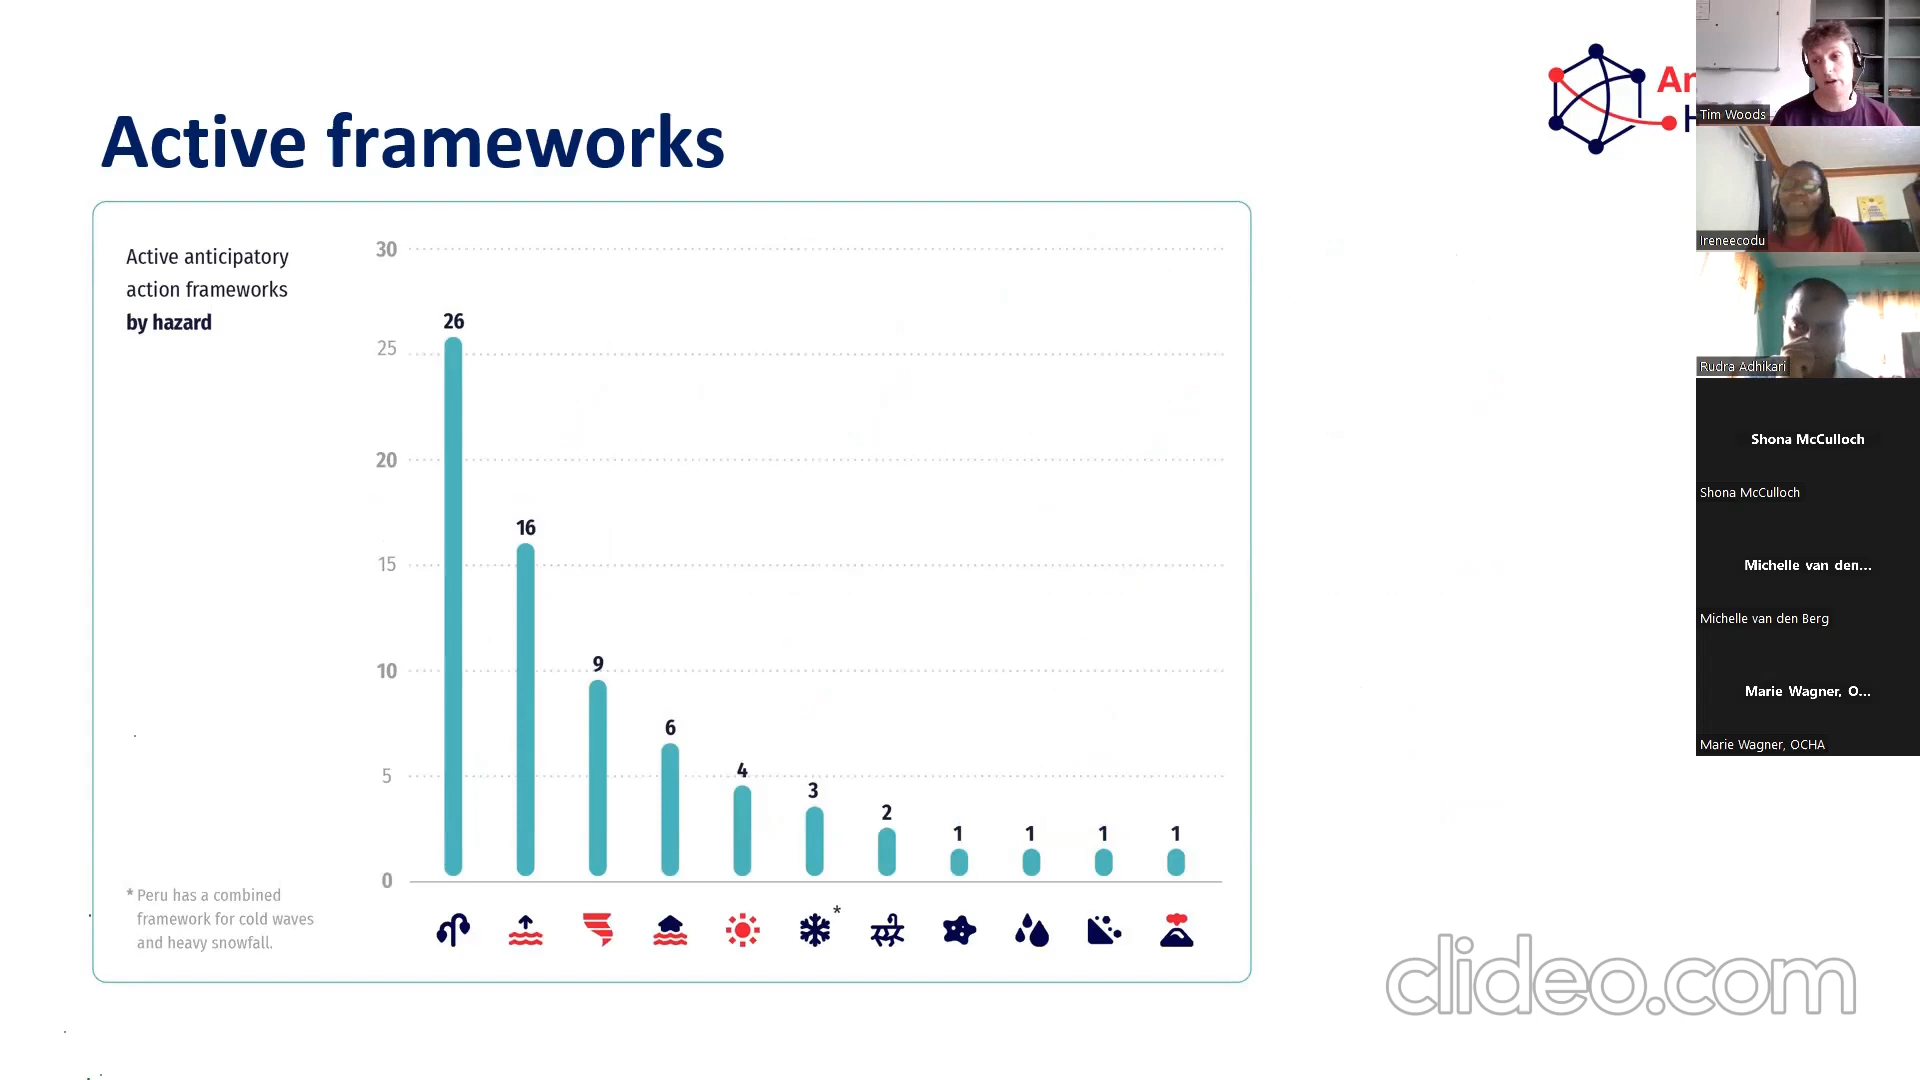 Active frameworks
Active anticipatory
action frameworks
by hazard
30
25
20
15
10
5
0
26
16
9
6
4
3
2
1
1
1
1
*
* Peru has a combined
framework for cold waves
and heavy snowfall.
An
H
Tim Woods
Ireneecodu
Rudra Adhikari
Shona McCulloch
Shona McCulloch
Michelle van den...
Michelle van den Berg
Marie Wagner, O...
Marie Wagner, OCHA
clideo.com